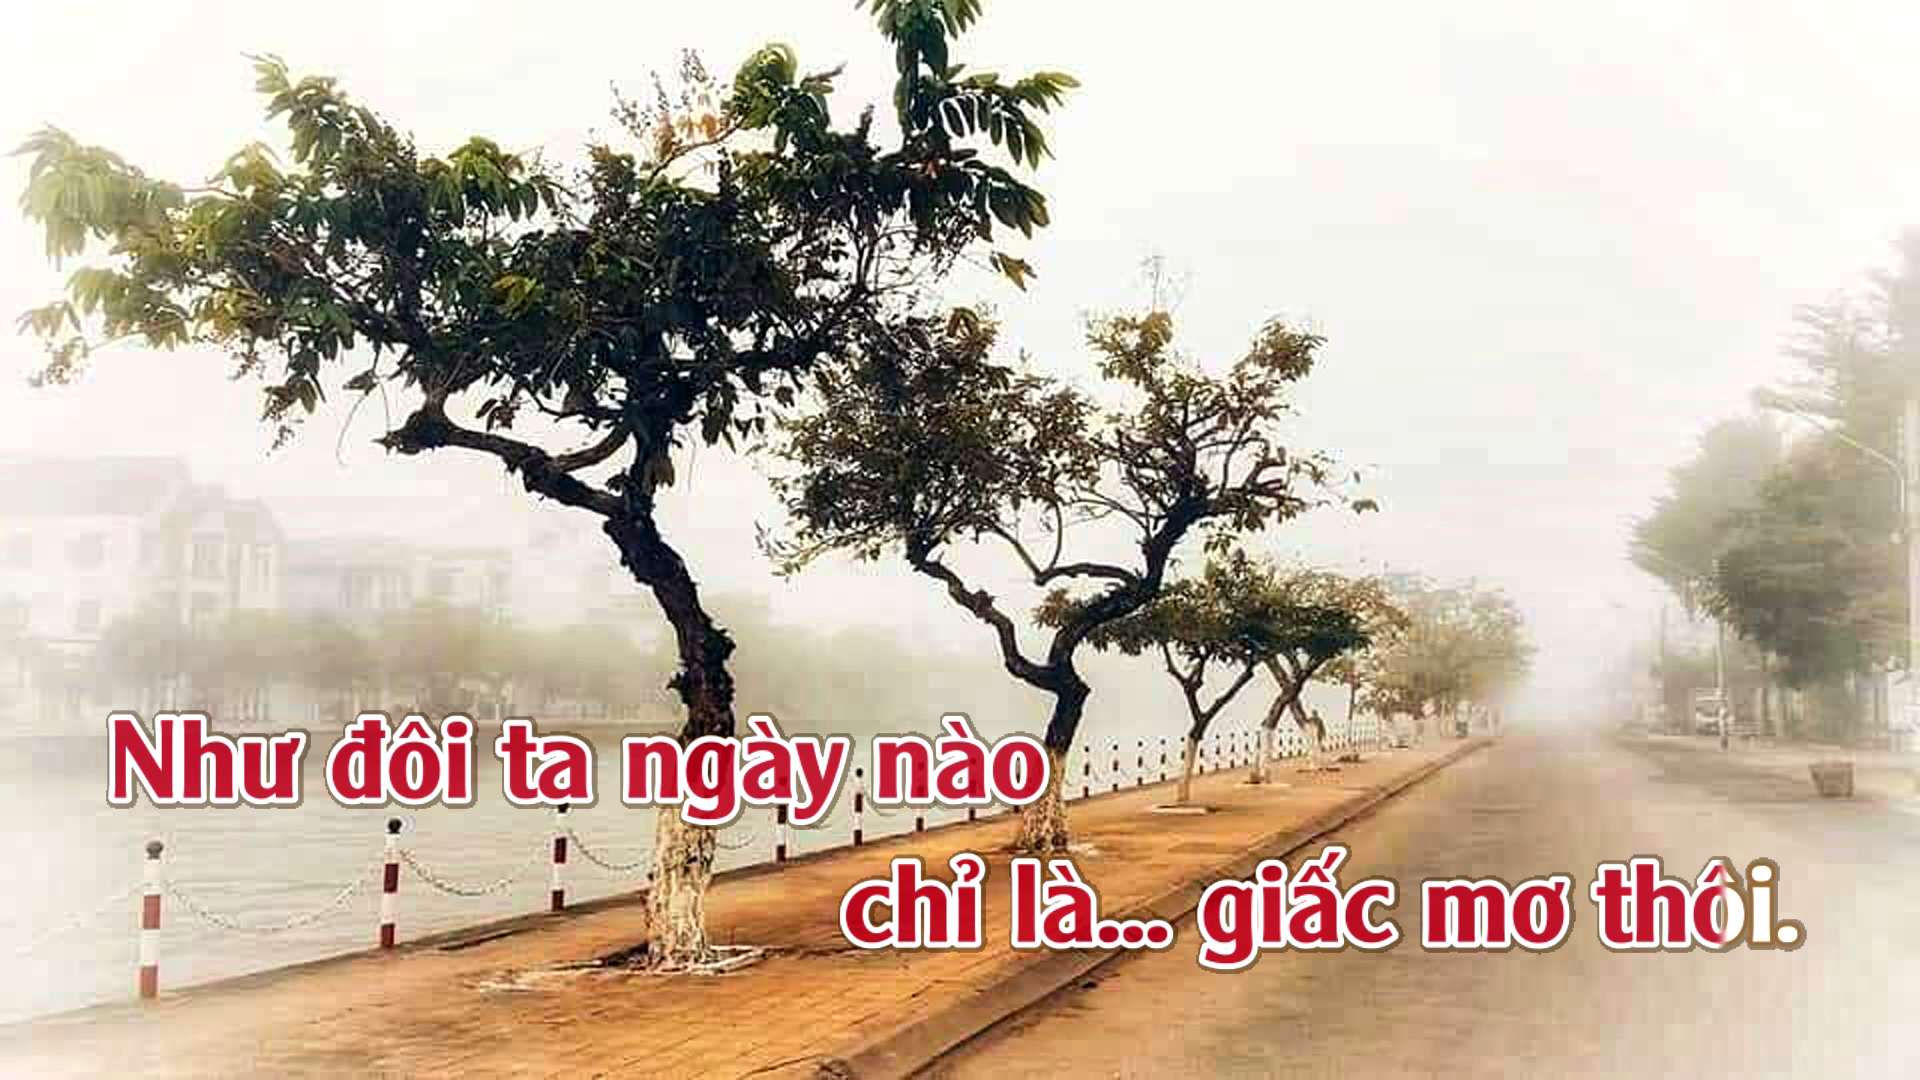 Như đôi ta ngày nào
chỉ là... giấc mơ thôi.